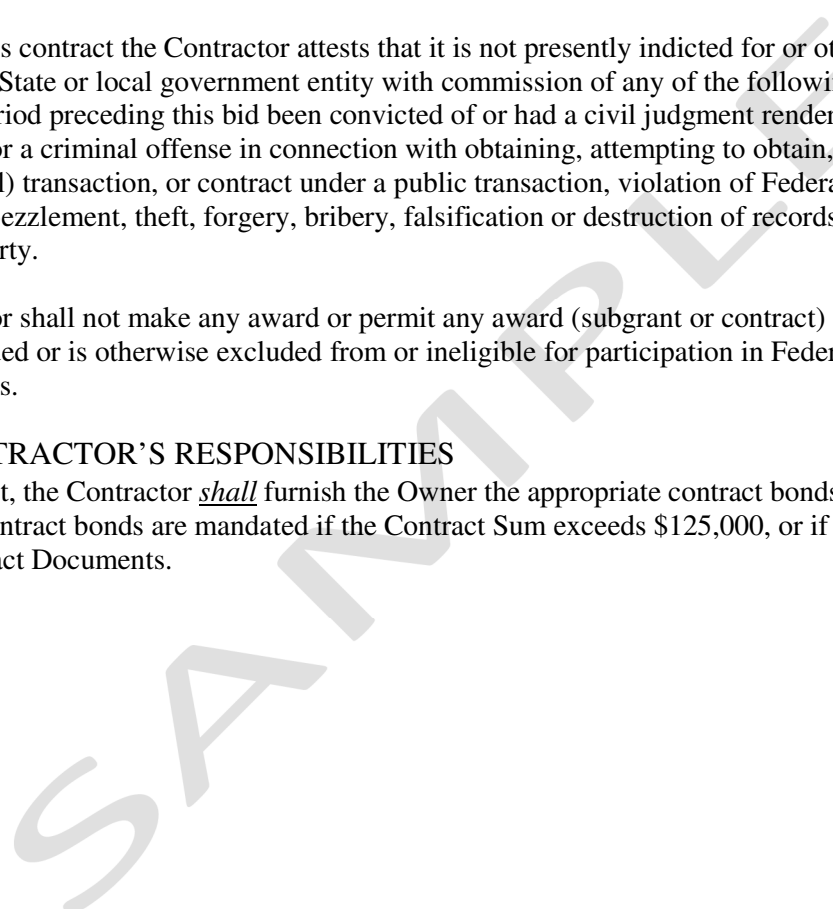 s contract the Contractor attests that it is not presently indicted for or ot
State or local government entity with commission of any of the followi
riod preceding this bid been convicted of or had a civil judgment render
or a criminal offense in connection with obtaining, attempting to obtain,
l) transaction, or contract under a public transaction, violation of Federa
ezzlement, theft, forgery, bribery, falsification or destruction of records
rty.
or shall not make any award or permit any award (subgrant or contract)
ed or is otherwise excluded from or ineligible for participation in Feder
s.
TRACTOR’S RESPONSIBILITIES
t, the Contractor shall furnish the Owner the appropriate contract bonds
ntract bonds are mandated if the Contract Sum exceeds $125,000, or if
act Documents.
SAMPLE